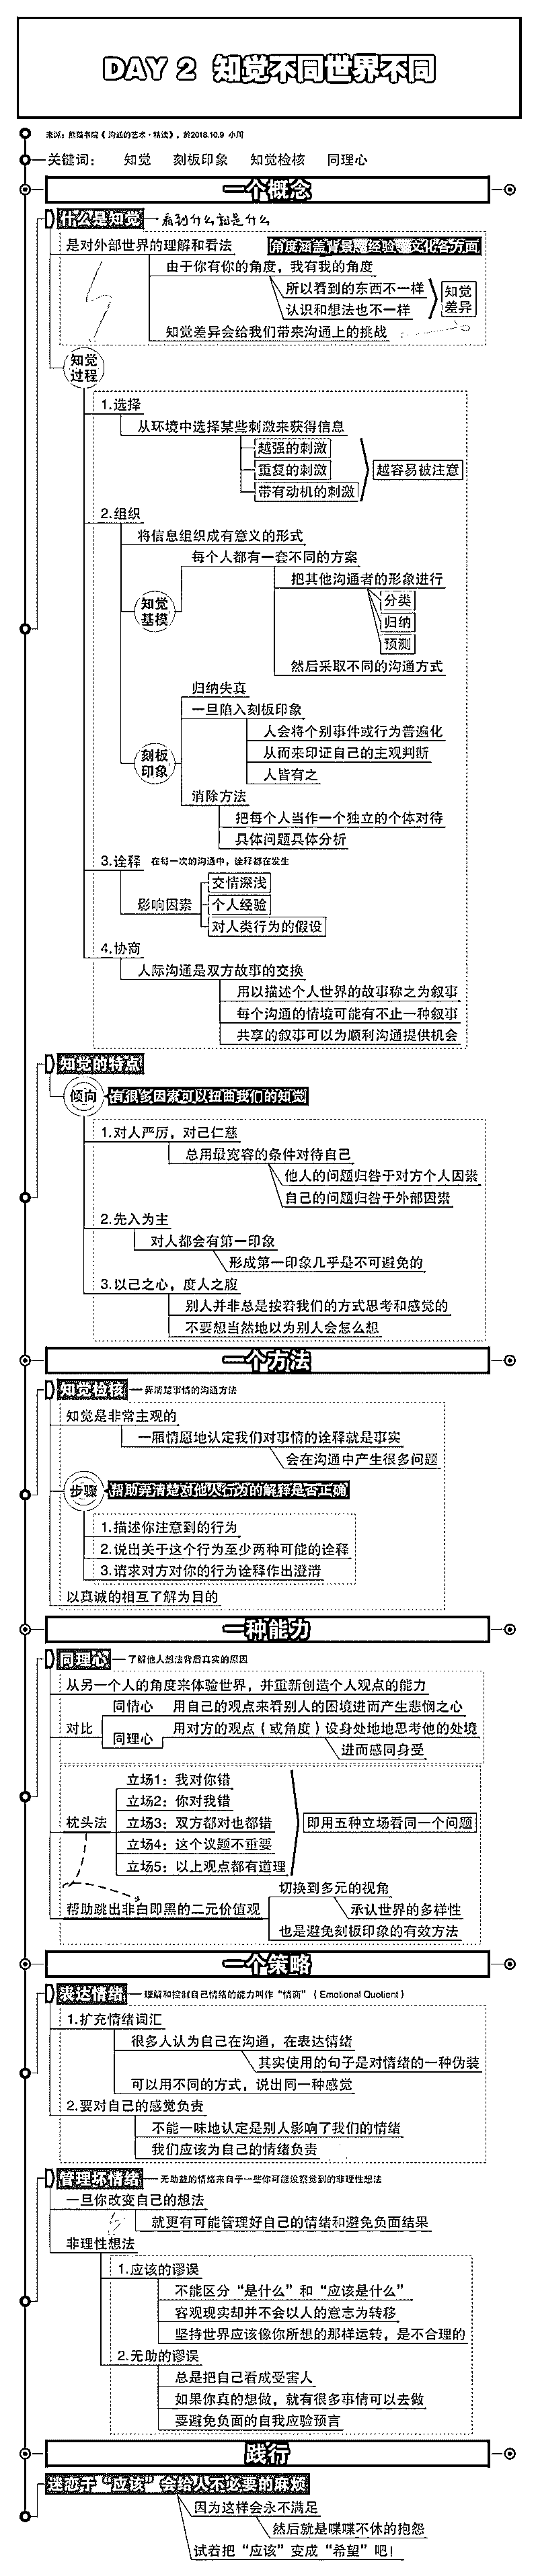 DAY 2 知觉不同世界不同
来源：熊猫书院《沟通的艺术·精读》，於2018.10.9 小周
关键词： 知觉 刻板印象 知觉检核 同理心
一个概念
什么是知觉
看到什么就是什么
是对外部世界的理解和看法
角度涵盖背景、经验、文化各方面
由于你有你的角度，我有我的角度
所以看到的东西不一样
认识和想法也不一样
知觉差异
知觉差异会给我们带来沟通上的挑战
知觉过程
1.选择
从环境中选择某些刺激来获得信息
越强的刺激
重复的刺激
带有动机的刺激
越容易被注意
2.组织
将信息组织成有意义的形式
知觉基模
每个人都有一套不同的方案
把其他沟通者的形象进行
分类
归纳
预测
然后采取不同的沟通方式
刻板印象
归纳失真
一旦陷入刻板印象
人会将个别事件或行为普遍化
从而来印证自己的主观判断
人皆有之
消除方法
把每个人当作一个独立的个体对待
具体问题具体分析
3.诠释
在每一次的沟通中，诠释都在发生
影响因素
交情深浅
个人经验
对人类行为的假设
4.协商
人际沟通是双方故事的交换
用以描述个人世界的故事称之为叙事
每个沟通的情境可能有不止一种叙事
共享的叙事可以为顺利沟通提供机会
知觉的特点
倾向
有很多因素可以扭曲我们的知觉
1.对人严厉，对己仁慈
总用最宽容的条件对待自己
他人的问题归咎于对方个人因素
自己的问题归咎于外部因素
2.先入为主
对人都会有第一印象
形成第一印象几乎是不可避免的
3.以己之心，度人之腹
别人并非总是按着我们的方式思考和感觉的
不要想当然地以为别人会怎么想
一个方法
知觉检核
弄清楚事情的沟通方法
知觉是非常主观的
一厢情愿地认定我们对事情的诠释就是事实
会在沟通中产生很多问题
步骤
帮助弄清楚对他人行为的解释是否正确
1.描述你注意到的行为
2.说出关于这个行为至少两种可能的诠释
3.请求对方对你的行为诠释作出澄清
以真诚的相互了解为目的
一种能力
同理心
了解他人想法背后真实的原因
从另一个人的角度来体验世界，并重新创造个人观点的能力
对比
同情心 用自己的观点来看别人的困境进而产生悲悯之心
同理心 用对方的观点（或角度）设身处地地思考他的处境
进而感同身受
枕头法
立场1：我对你错
立场2：你对我错
立场3：双方都对也都错
立场4：这个议题不重要
立场5：以上观点都有道理
即用五种立场看同一个问题
帮助跳出非白即黑的二元价值观
切换到多元的视角
承认世界的多样性
也是避免刻板印象的有效方法
一个策略
表达情绪
理解和控制自己情绪的能力叫作“情商”（Emotional Quotient）
1.扩充情绪词汇
很多人认为自己在沟通，在表达情绪
其实使用的句子是对情绪的一种伪装
可以用不同的方式，说出同一种感觉
2.要对自己的感觉负责
不能一味地认定是别人影响了我们的情绪
我们应该为自己的情绪负责
管理坏情绪
无助益的情绪来自于一些你可能没察觉到的非理性想法
一旦你改变自己的想法
就更有可能管理好自己的情绪和避免负面结果
非理性想法
1.应该的谬误
不能区分“是什么”和“应该是什么”
客观现实却并不会以人的意志为转移
坚持世界应该像你所想的那样运转，是不合理的
2.无助的谬误
总是把自己看成受害人
如果你真的想做，就有很多事情可以去做
要避免负面的自我应验预言
践行
迷恋于“应该”会给人不必要的麻烦
因为这样会永不满足
然后就是喋喋不休的抱怨
试着把“应该”变成“希望”吧！